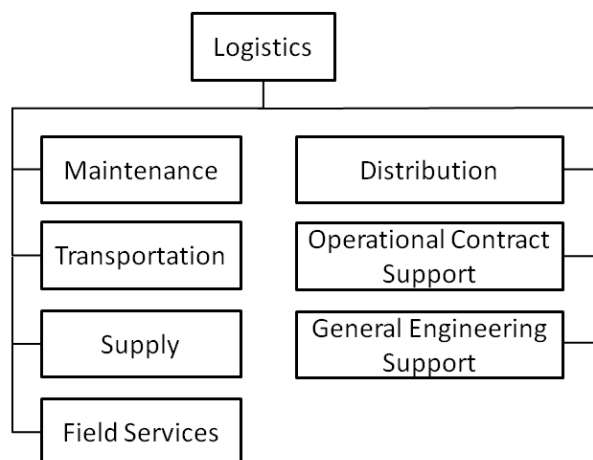 Logistics
Maintenance
Transportation
Supply
Field Services
Distribution
Operational Contract
Support
General Engineering
Support